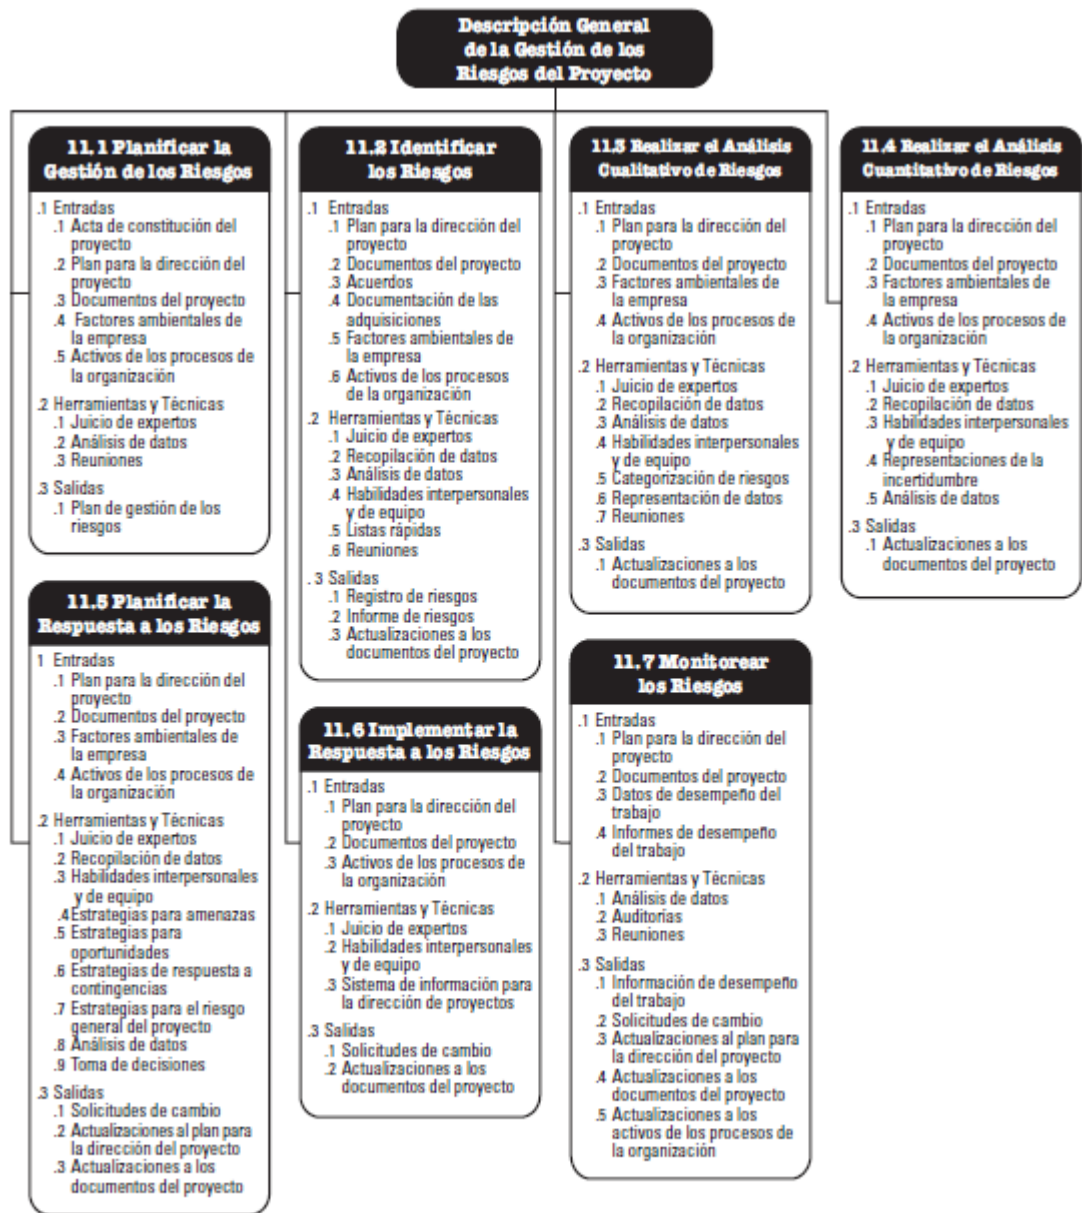 Descripción General
de la Gestión de los
Riesgos del Proyecto
11.1 Planificar la
Gestión de los Riesgos
.1 Entradas
.1 Acta de constitución del
proyecto
.2 Plan para la dirección del
proyecto
.3 Documentos del proyecto
.4 Factores ambientales de
la empresa
.5 Activos de los procesos de
la organización
.2 Herramientas y Técnicas
.1 Juicio de expertos
.2 Análisis de datos
.3 Reuniones
.3 Salidas
.1 Plan de gestión de los
riesgos
11.2 Identificar
los Riesgos
.1 Entradas
.1 Plan para la dirección del
proyecto
.2 Documentos del proyecto
.3 Acuerdos
.4 Documentación de las
adquisiciones
.5 Factores ambientales de
la empresa
.6 Activos de los procesos
de la organización
.2 Herramientas y Técnicas
.1 Juicio de expertos
.2 Recopilación de datos
.3 Análisis de datos
.4 Habilidades interpersonales
y de equipo
.5 Listas rápidas
.6 Reuniones
. 3 Salidas
.1 Registro de riesgos
.2 Informe de riesgos
.3 Actualizaciones a los
documentos del proyecto
11.3 Realizar el Análisis
Cualitativo de Riesgos
.1 Entradas
.1 Plan para la dirección del
proyecto
.2 Documentos del proyecto
.3 Factores ambientales de
la empresa
.4 Activos de los procesos de
la organización
.2 Herramientas y Técnicas
.1 Juicio de expertos
.2 Recopilación de datos
.3 Análisis de datos
.4 Habilidades interpersonales
y de equipo
.5 Categorización de riesgos
.6 Representación de datos
.7 Reuniones
.3 Salidas
.1 Actualizaciones a los
documentos del proyecto
11.4 Realizar el Análisis
Cuantitativo de Riesgos
.1 Entradas
.1 Plan para la dirección del
proyecto
.2 Documentos del proyecto
.3 Factores ambientales de
la empresa
.4 Activos de los procesos de
la organización
.2 Herramientas y Técnicas
.1 Juicio de expertos
.2 Recopilación de datos
.3 Habilidades interpersonales
y de equipo
.4 Representaciones de la
incertidumbre
.5 Análisis de datos
.3 Salidas
.1 Actualizaciones a los
documentos del proyecto
11.5 Planificar la
Respuesta a los Riesgos
1 Entradas
.1 Plan para la dirección del
proyecto
.2 Documentos del proyecto
.3 Factores ambientales de
la empresa
.4 Activos de los procesos de
la organización
.2 Herramientas y Técnicas
.1 Juicio de expertos
.2 Recopilación de datos
.3 Habilidades interpersonales
y de equipo
.4 Estrategias para amenazas
.5 Estrategias para
oportunidades
.6 Estrategias de respuesta a
contingencias
.7 Estrategias para el riesgo
general del proyecto
.8 Análisis de datos
.9 Toma de decisiones
.3 Salidas
.1 Solicitudes de cambio
.2 Actualizaciones al plan para
la dirección del proyecto
.3 Actualizaciones a los
documentos del proyecto
11.6 Implementar la
Respuesta a los Riesgos
.1 Entradas
.1 Plan para la dirección del
proyecto
.2 Documentos del proyecto
.3 Activos de los procesos de
la organización
.2 Herramientas y Técnicas
.1 Juicio de expertos
.2 Habilidades interpersonales
y de equipo
.3 Sistema de información para
la dirección de proyectos
.3 Salidas
.1 Solicitudes de cambio
.2 Actualizaciones a los
documentos del proyecto
11.7 Monitorear
los Riesgos
.1 Entradas
.1 Plan para la dirección del
proyecto
.2 Documentos del proyecto
.3 Datos de desempeño del
trabajo
.4 Informes de desempeño
del trabajo
.2 Herramientas y Técnicas
.1 Análisis de datos
.2 Auditorías
.3 Reuniones
.3 Salidas
.1 Información de desempeño
del trabajo
.2 Solicitudes de cambio
.3 Actualizaciones al plan para
la dirección del proyecto
.4 Actualizaciones a los
documentos del proyecto
.5 Actualizaciones a los
activos de los procesos de
la organización